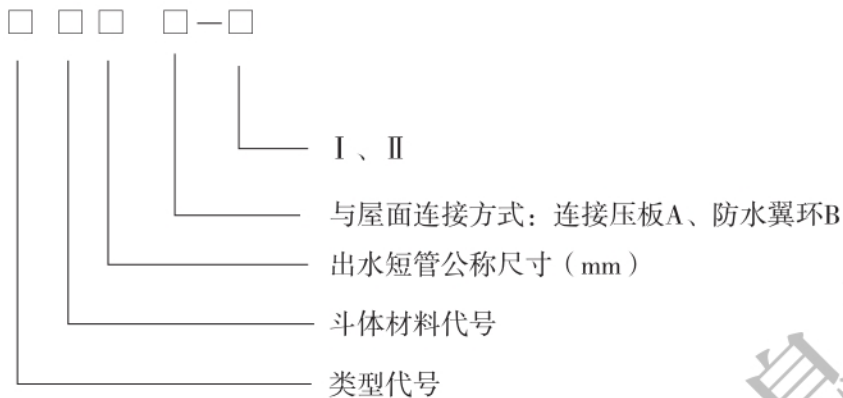 □ □ □ □—□
Ⅰ、Ⅱ
与屋面连接方式：连接压板A、防水翼环B
出水短管公称尺寸（mm）
斗体材料代号
类型代号